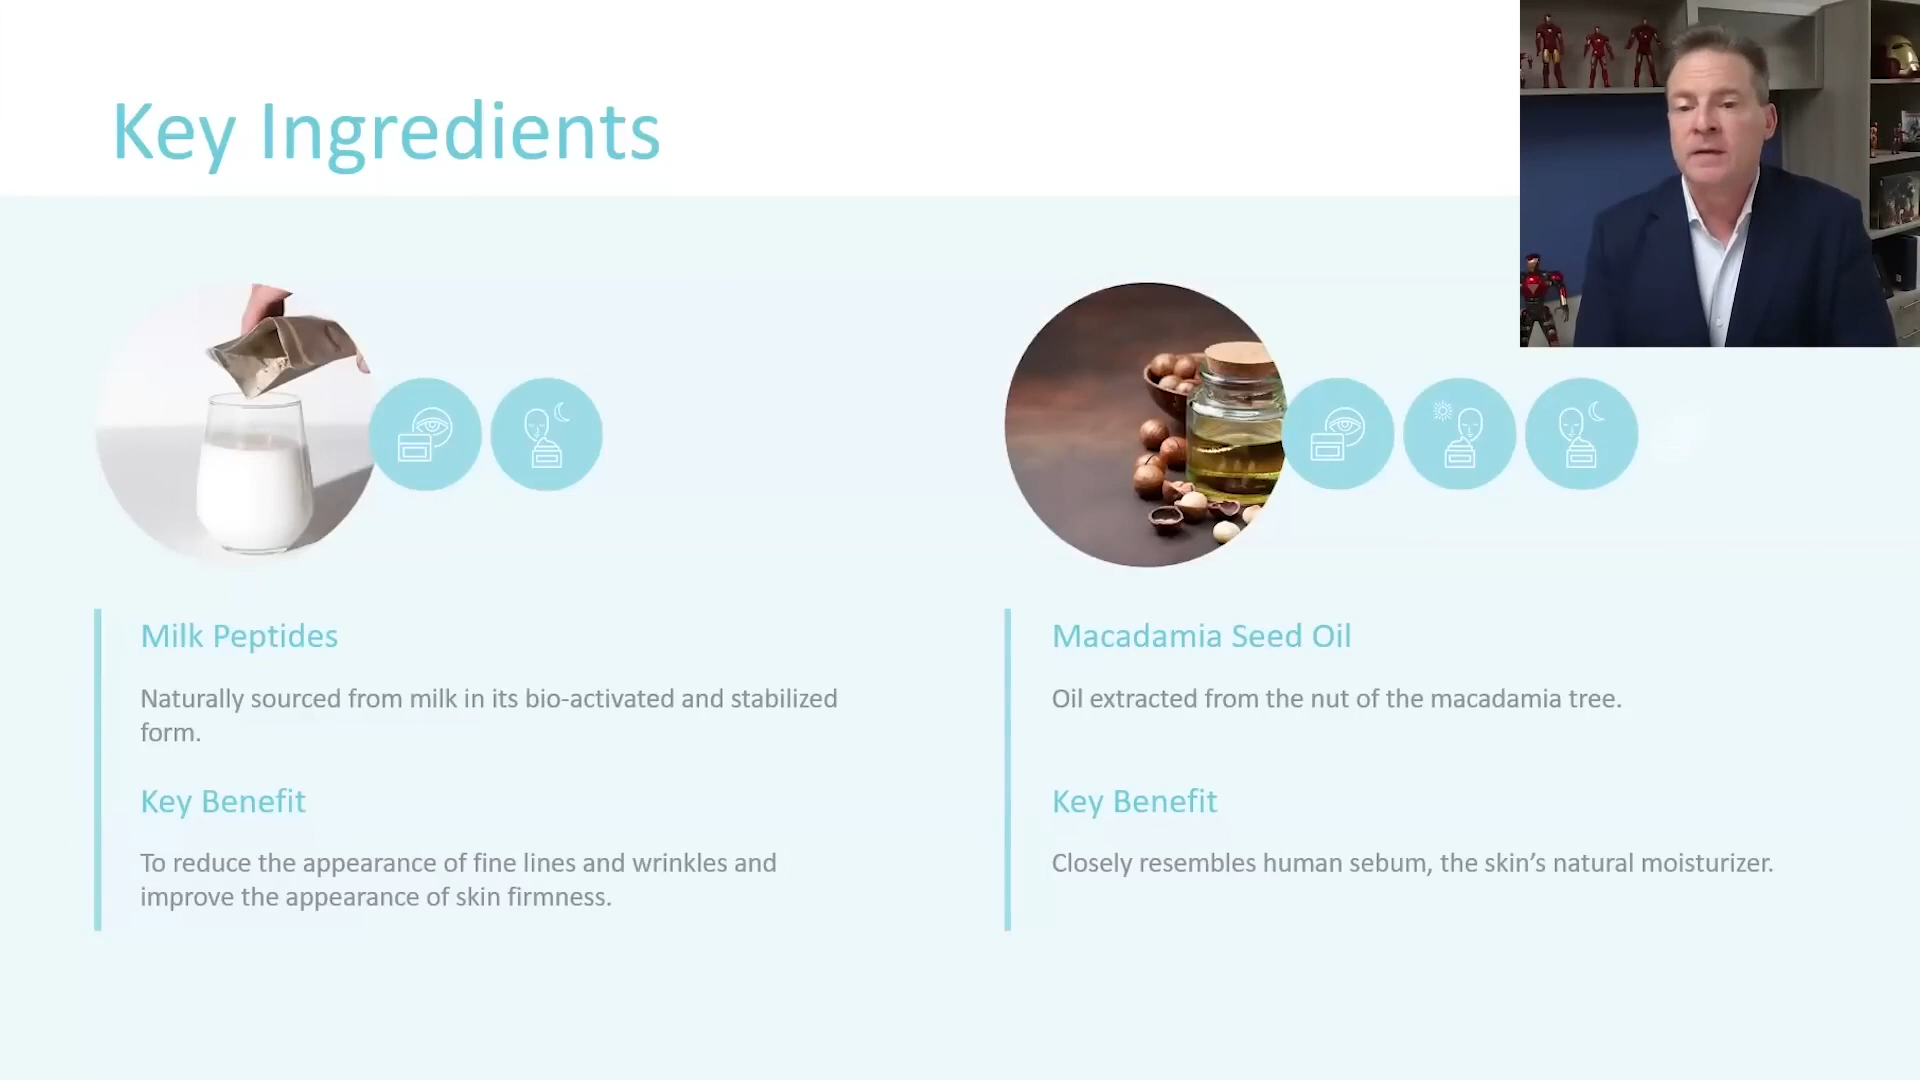 Key Ingredients
Milk Peptides
Naturally sourced from milk in its bio-activated and stabilized
form.
Key Benefit
To reduce the appearance of fine lines and wrinkles and
improve the appearance of skin firmness.
Macadamia Seed Oil
Oil extracted from the nut of the macadamia tree.
Key Benefit
Closely resembles human sebum, the skin’s natural moisturizer.